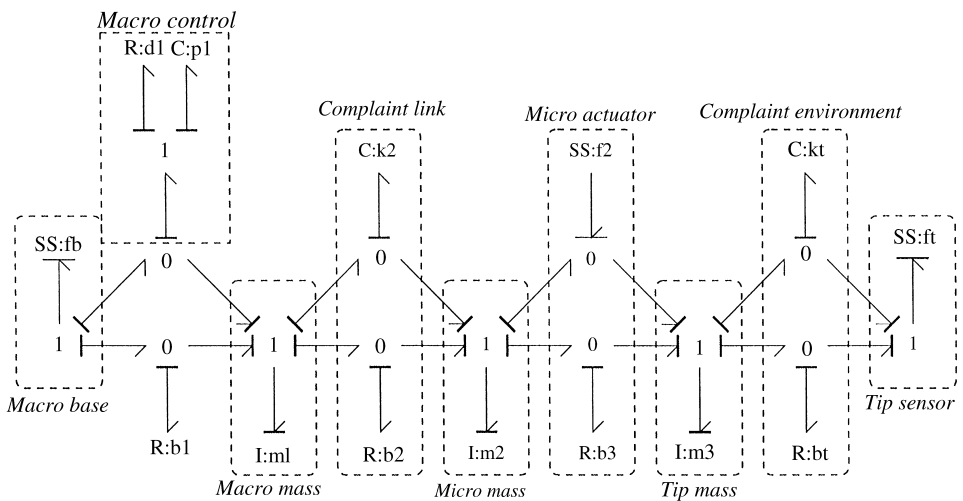 Macro control
R:d1 C:p1
1
Complaint link
C:k2
Micro actuator
SS:f2
Complaint environment
C:kt
SS:fb
0
0
0
0
SS:ft
1
0
1
0
1
0
1
0
1
Macro base
R:b1
I:ml
R:b2
I:m2
R:b3
I:m3
R:bt
Tip sensor
Macro mass
Micro mass
Tip mass